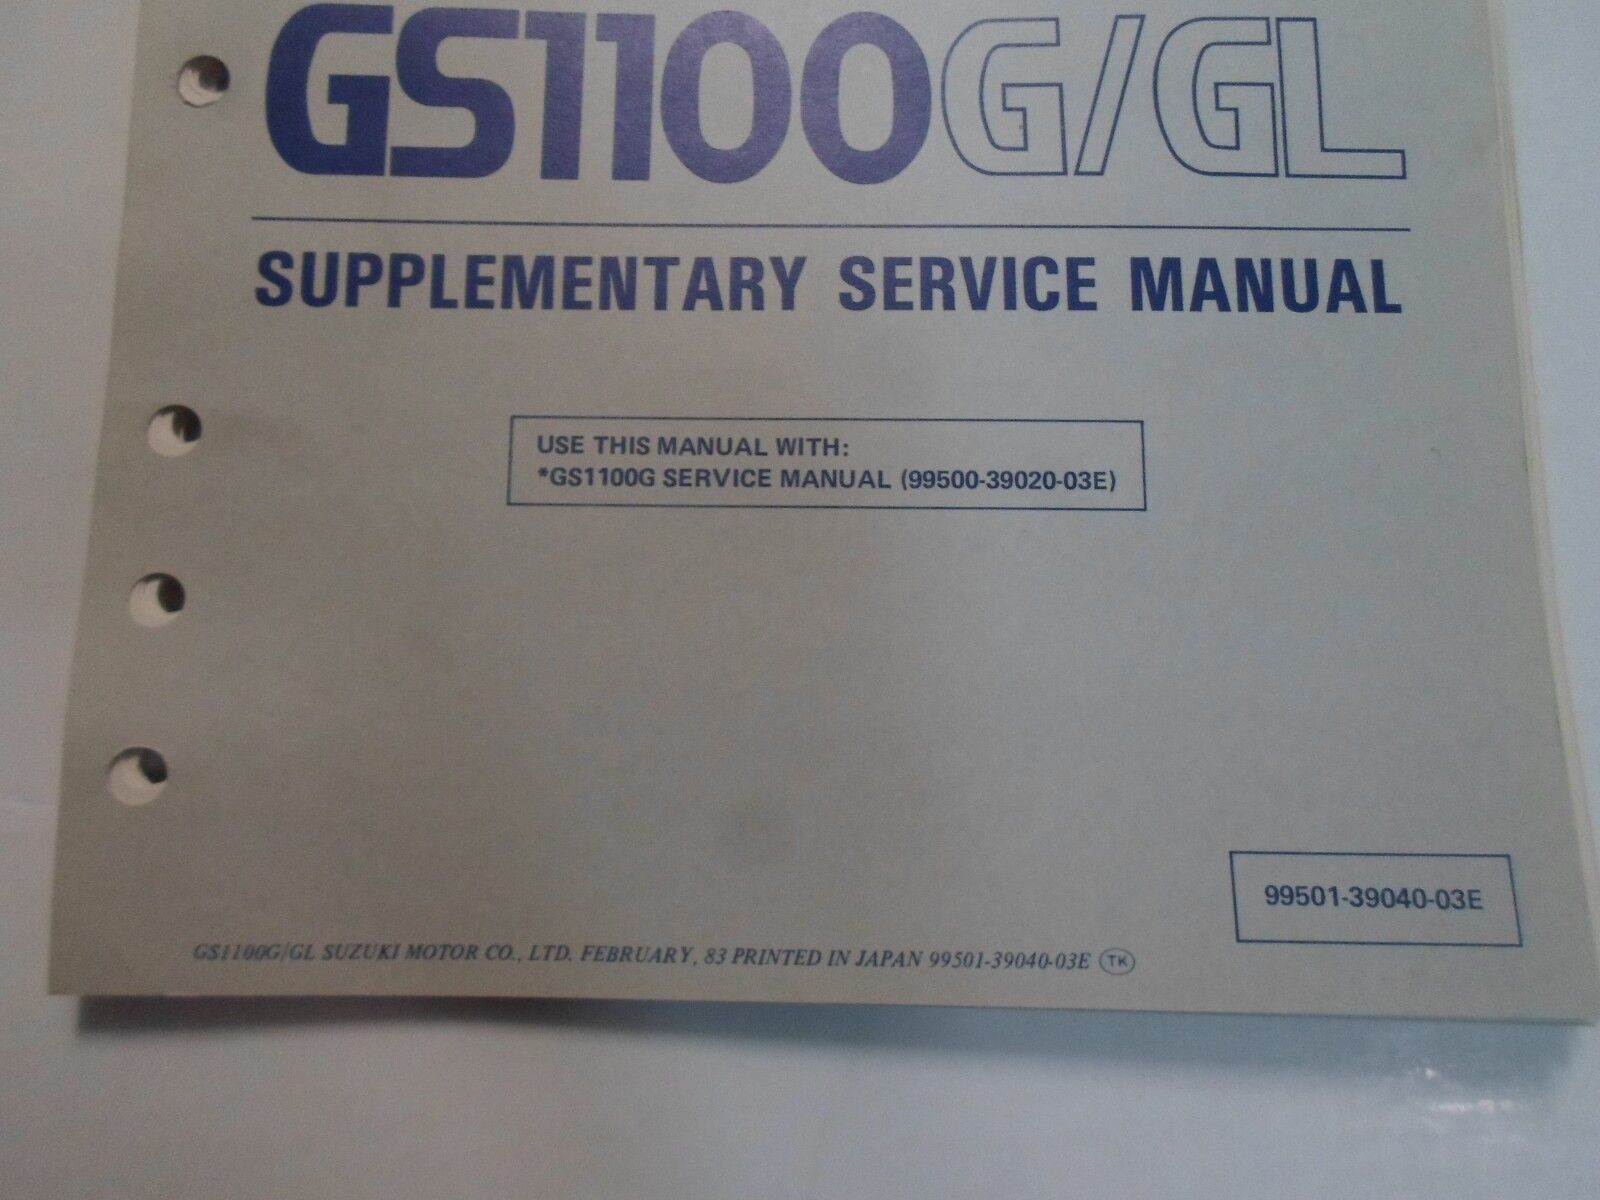 GS1100G/GL
SUPPLEMENTARY SERVICE MANUAL
USE THIS MANUAL WITH:
*GS1100G SERVICE MANUAL (99500-39020-03E)
99501-39040-03E
GS1100G/GL SUZUKI MOTOR CO., LTD. FEBRUARY, 83 PRINTED IN JAPAN 99501-39040-03E TK